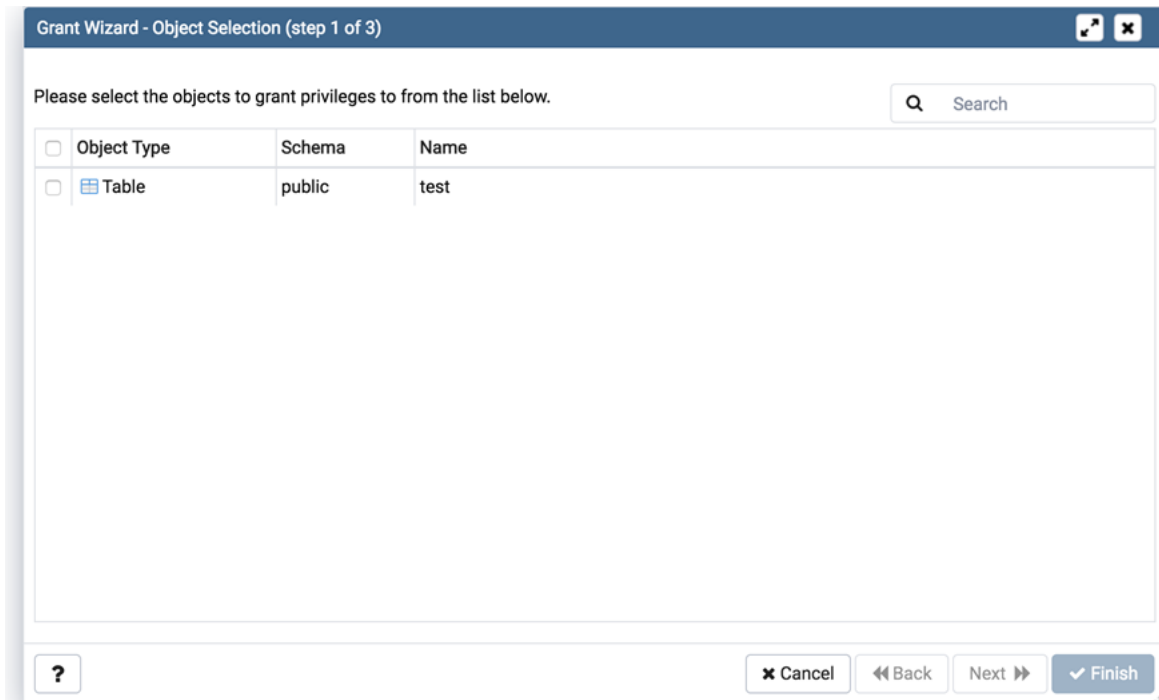 Grant Wizard - Object Selection (step 1 of 3)
Please select the objects to grant privileges to from the list below.
Search
Object Type Schema Name
Table public test
? Cancel Back Next Finish